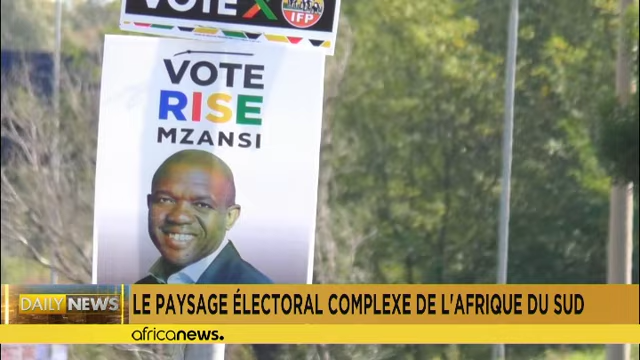 VOTE X
IFP
VOTE
RISE
MZANSI
DAILY NEWS
LE PAYSAGE ÉLECTORAL COMPLEXE DE L'AFRIQUE DU SUD
africanews.